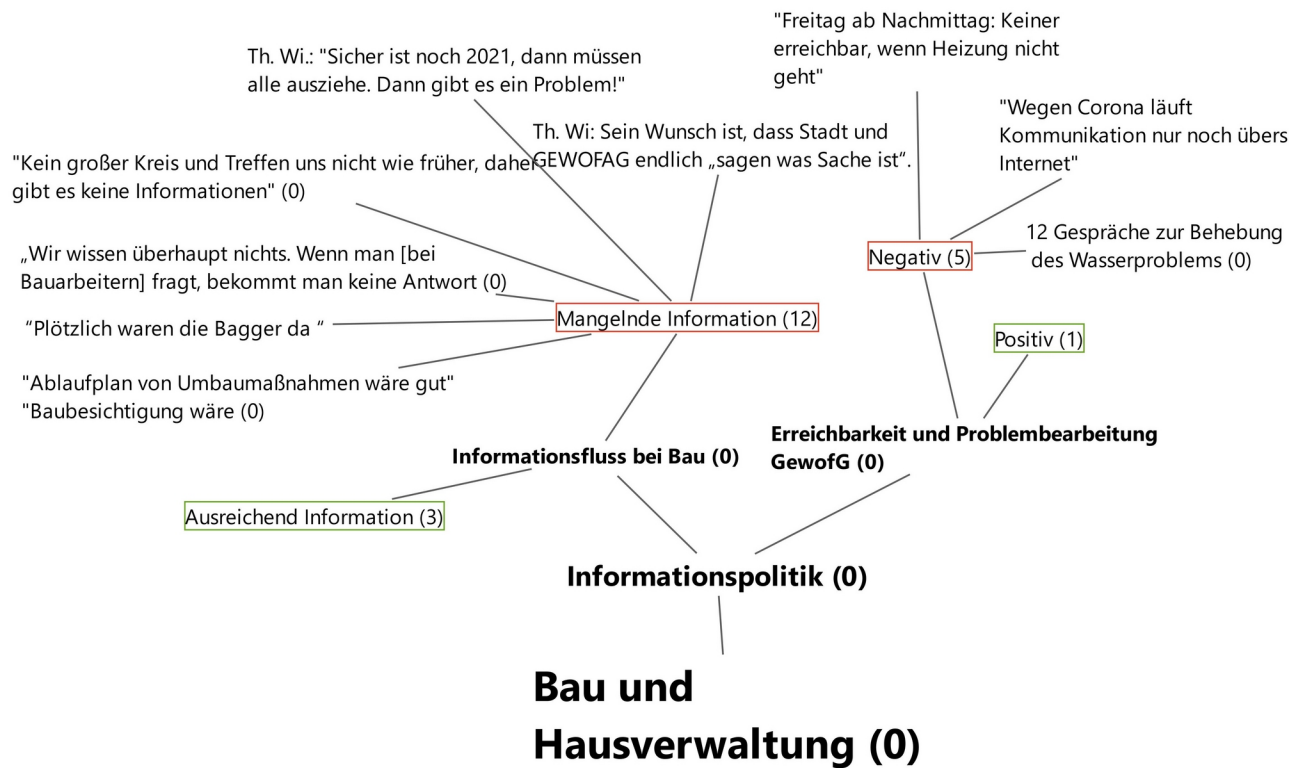 "Freitag ab Nachmittag: Keiner
erreichbar, wenn Heizung nicht
geht"
Th. Wi.: "Sicher ist noch 2021, dann müssen
alle ausziehe. Dann gibt es ein Problem!"
"Wegen Corona läuft
Kommunikation nur noch übers
Internet"
Th. Wi: Sein Wunsch ist, dass Stadt und
GEWOFAG endlich „sagen was Sache ist“.
"Kein großer Kreis und Treffen uns nicht wie früher, daher
gibt es keine Informationen" (0)
12 Gespräche zur Behebung
des Wasserproblems (0)
Negativ (5)
„Wir wissen überhaupt nichts. Wenn man [bei
Bauarbeitern] fragt, bekommt man keine Antwort (0)
Mangelnde Information (12)
“Plötzlich waren die Bagger da “
Positiv (1)
"Ablaufplan von Umbaumaßnahmen wäre gut"
"Baubesichtigung wäre (0)
Erreichbarkeit und Problembearbeitung
GewofG (0)
Informationsfluss bei Bau (0)
Ausreichend Information (3)
Informationspolitik (0)
Bau und
Hausverwaltung (0)